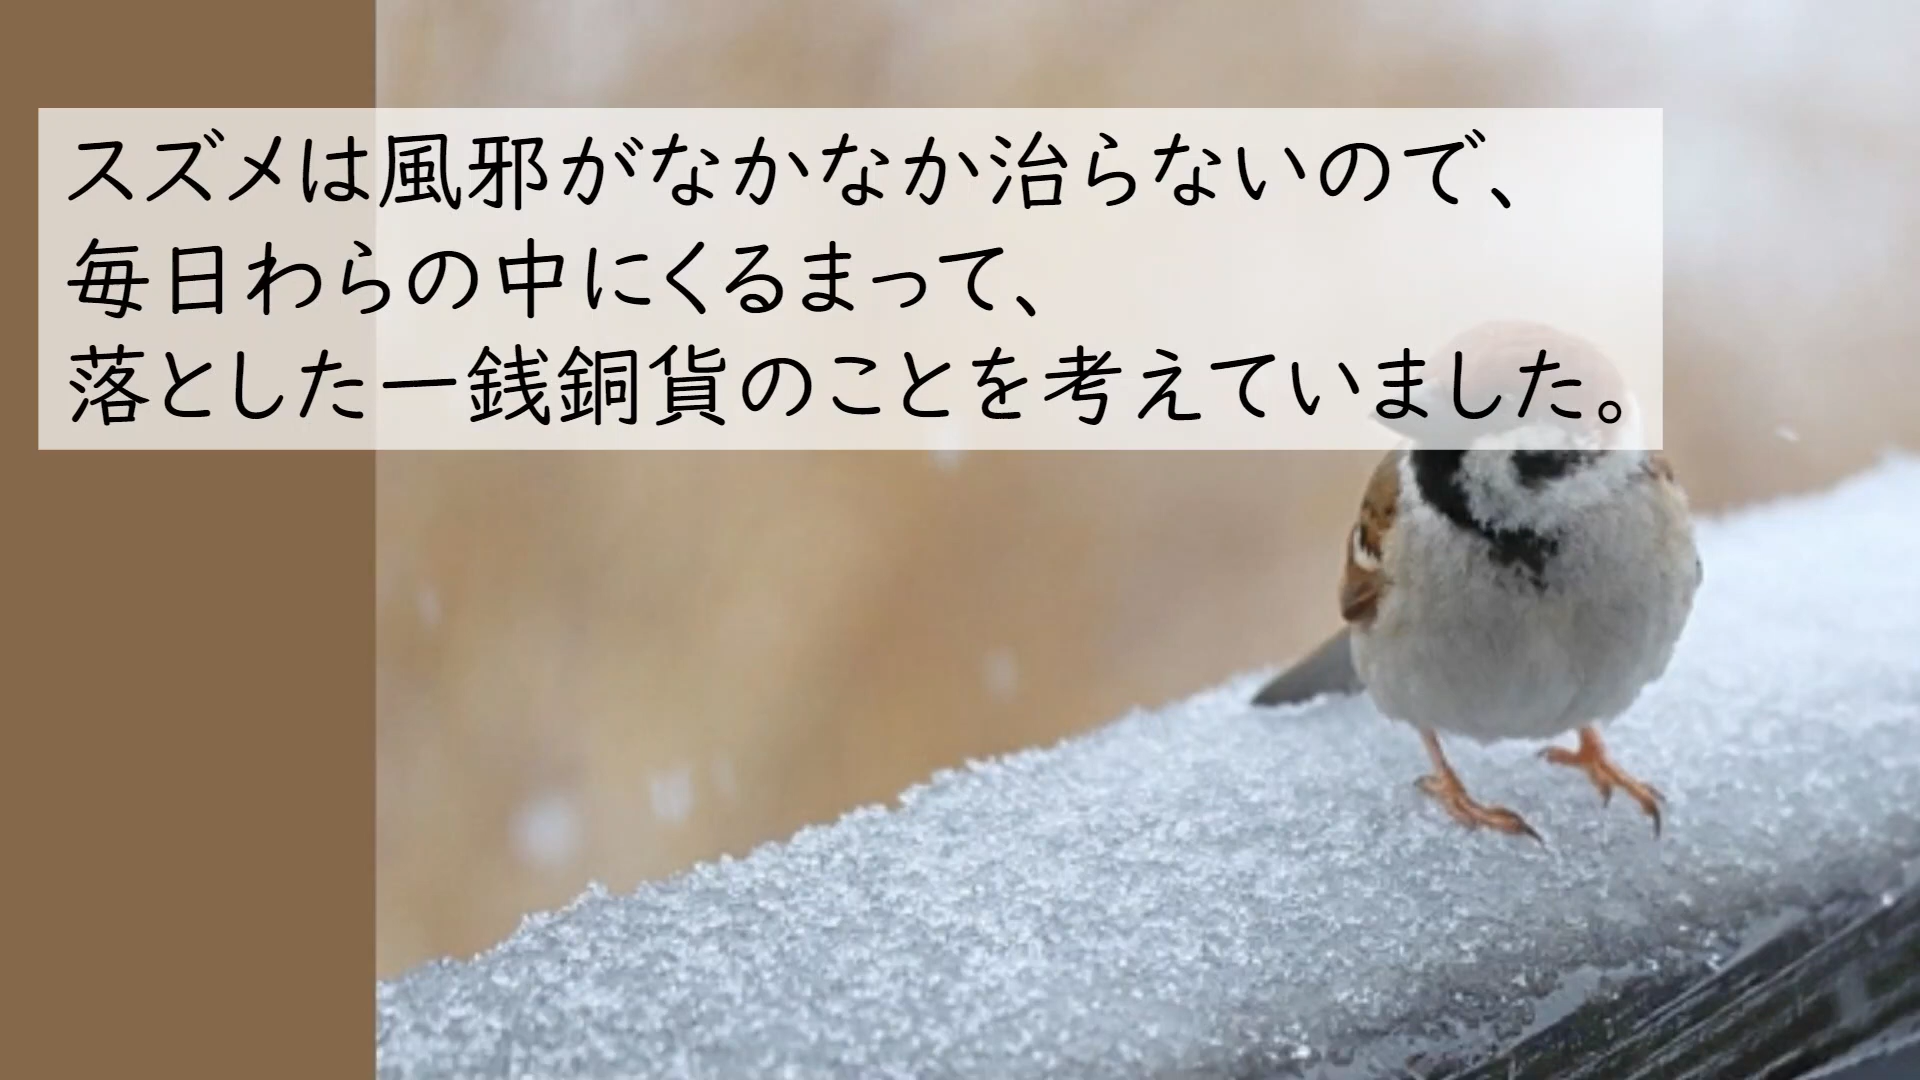 スズメは風邪がなかなか治らないので、
毎日わらの中にくるまって、
落とした一銭銅貨のことを考えていました。